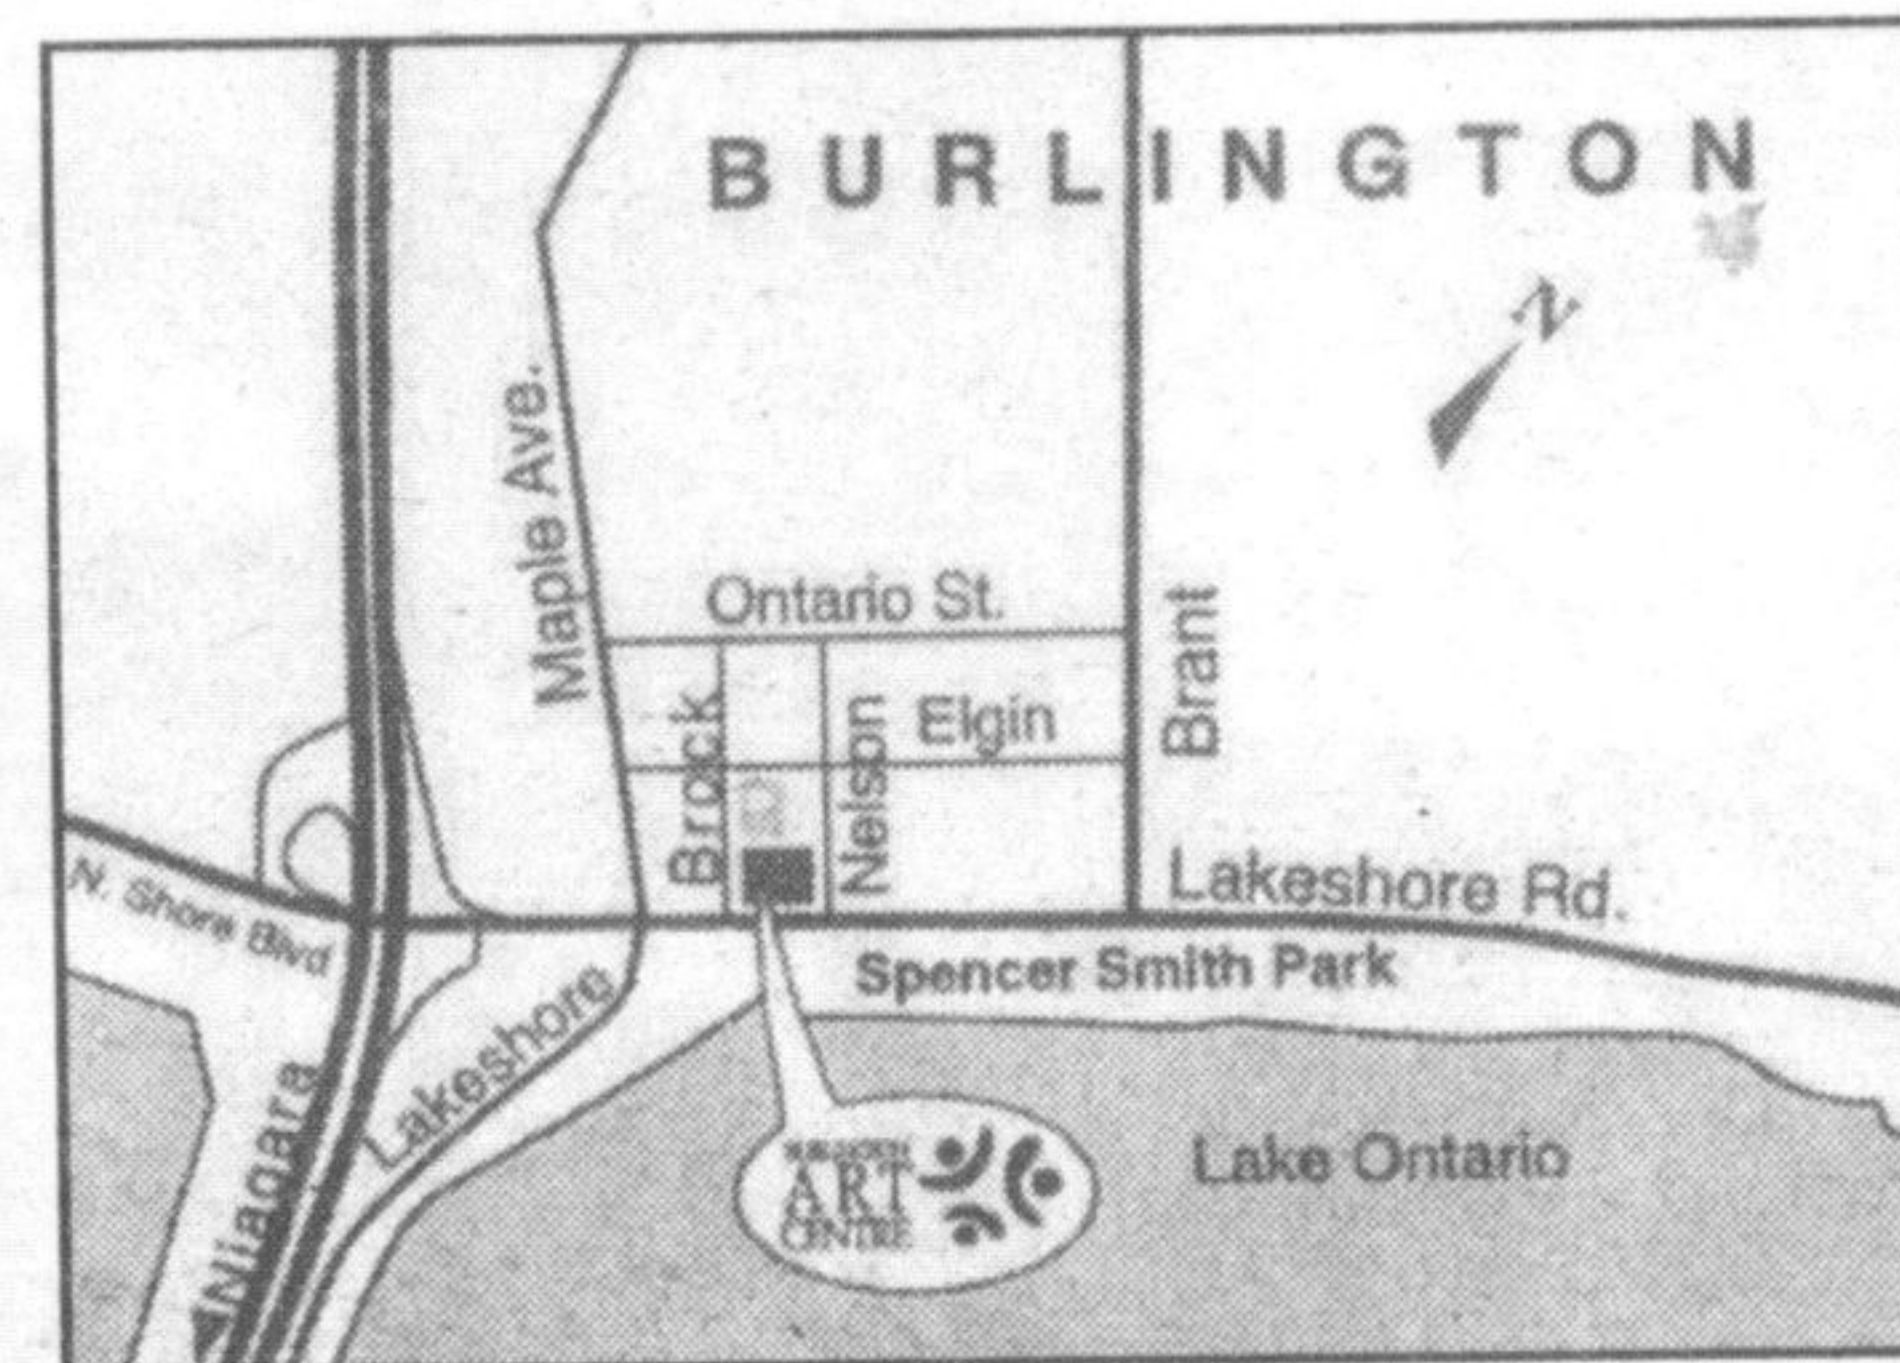 BURLINGTON
N
Maple Ave.
Ontario St.
Brant
Elgin
Brock
Nelson
Lakeshore Rd.
N. Shore Blvd
Spencer Smith Park
Lakeshore
Niagara
Lake Ontario
BURLINGTON
ART
CENTRE